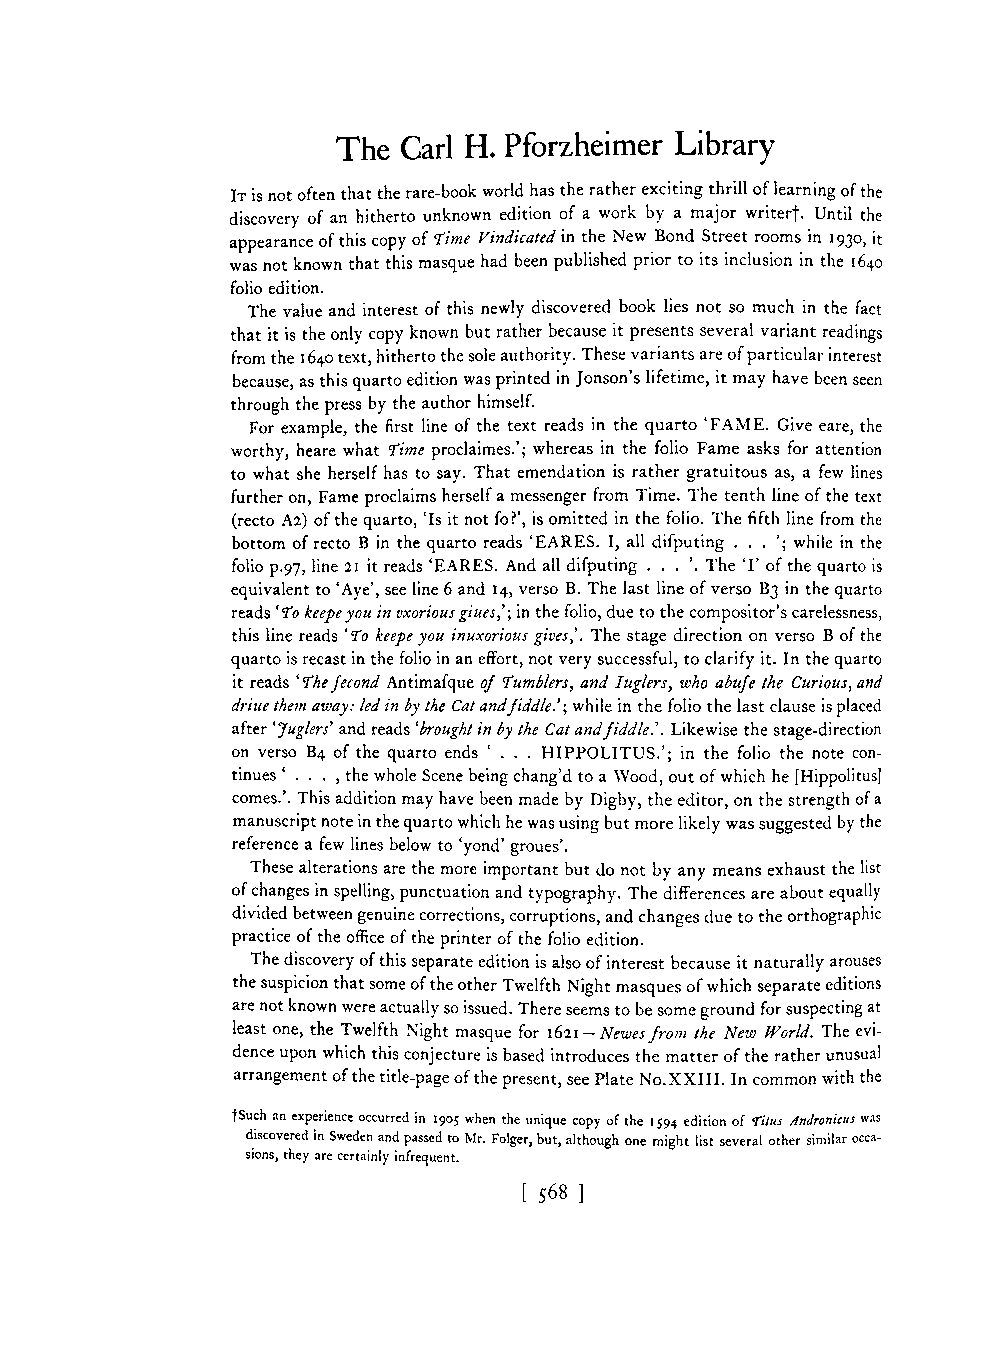 The Carl H. Pforzheimer Library
IT is not often that the rare-book world has the rather exciting thrill of learning of the
discovery of an hitherto unknown edition of a work by a major writer†. Until the
appearance of this copy of Time Vindicated in the New Bond Street rooms in 1930, it
was not known that this masque had been published prior to its inclusion in the 1640
folio edition.
The value and interest of this newly discovered book lies not so much in the fact
that it is the only copy known but rather because it presents several variant readings
from the 1640 text, hitherto the sole authority. These variants are of particular interest
because, as this quarto edition was printed in Jonson's lifetime, it may have been seen
through the press by the author himself.
For example, the first line of the text reads in the quarto ‘FAME. Give eare, the
worthy, heare what Time proclaimes.’; whereas in the folio Fame asks for attention
to what she herself has to say. That emendation is rather gratuitous as, a few lines
further on, Fame proclaims herself a messenger from Time. The tenth line of the text
(recto A2) of the quarto, ‘Is it not ſo?’, is omitted in the folio. The fifth line from the
bottom of recto B in the quarto reads ‘EARES. I, all diſputing . . . ’; while in the
folio p.97, line 21 it reads ‘EARES. And all diſputing . . . ’. The ‘I’ of the quarto is
equivalent to ‘Aye’, see line 6 and 14, verso B. The last line of verso B3 in the quarto
reads ‘To keepe you in vxorious giues,’; in the folio, due to the compositor's carelessness,
this line reads ‘To keepe you inuxorious gives,’. The stage direction on verso B of the
quarto is recast in the folio in an effort, not very successful, to clarify it. In the quarto
it reads ‘The ſecond Antimaſque of Tumblers, and Iuglers, who abuſe the Curious, and
driue them away: led in by the Cat and fiddle.’; while in the folio the last clause is placed
after ‘Juglers’ and reads ‘brought in by the Cat and fiddle.’. Likewise the stage-direction
on verso B4 of the quarto ends ‘ . . . HIPPOLITUS.’; in the folio the note con-
tinues ‘ . . . , the whole Scene being chang'd to a Wood, out of which he [Hippolitus]
comes.’. This addition may have been made by Digby, the editor, on the strength of a
manuscript note in the quarto which he was using but more likely was suggested by the
reference a few lines below to ‘yond’ groues’.
These alterations are the more important but do not by any means exhaust the list
of changes in spelling, punctuation and typography. The differences are about equally
divided between genuine corrections, corruptions, and changes due to the orthographic
practice of the office of the printer of the folio edition.
The discovery of this separate edition is also of interest because it naturally arouses
the suspicion that some of the other Twelfth Night masques of which separate editions
are not known were actually so issued. There seems to be some ground for suspecting at
least one, the Twelfth Night masque for 1621 — Newes from the New World. The evi-
dence upon which this conjecture is based introduces the matter of the rather unusual
arrangement of the title-page of the present, see Plate No.XXIII. In common with the
†Such an experience occurred in 1905 when the unique copy of the 1594 edition of Titus Andronicus was
discovered in Sweden and passed to Mr. Folger, but, although one might list several other similar occa-
sions, they are certainly infrequent.
[ 568 ]